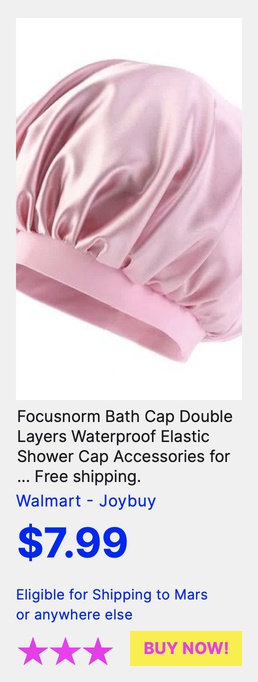 Focusnorm Bath Cap Double
Layers Waterproof Elastic
Shower Cap Accessories for
... Free shipping.
Walmart - Joybuy
$7.99
Eligible for Shipping to Mars
or anywhere else
BUY NOW!